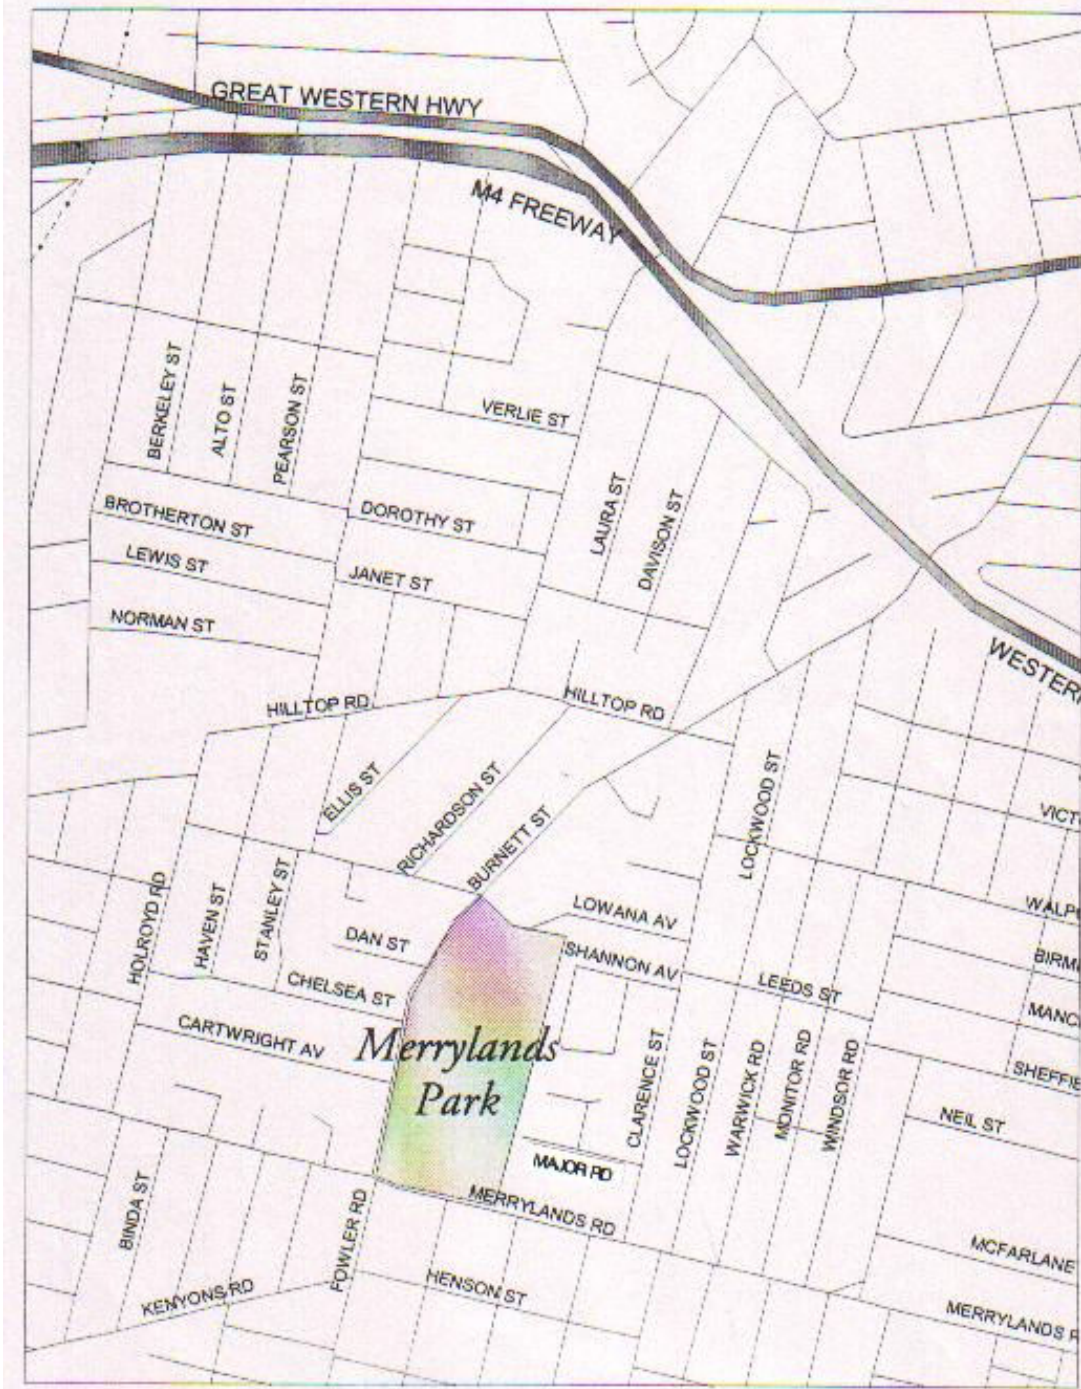 GREAT WESTERN HWY
M4 FREEWAY
BERKELEY ST
ALTO ST
PEARSON ST
VERLIE ST
LAURA ST
DAVISON ST
BROTHERTON ST
DOROTHY ST
LEWIS ST
JANET ST
NORMAN ST
WESTERN
HILLTOP RD
HILLTOP RD
ELLIS ST
RICHARDSON ST
BURNETT ST
LOCKWOOD ST
VICT
HOLROYD RD
HAVEN ST
STANLEY ST
DAN ST
LOWANA AV
WALP
SHANNON AV
BIRM
CHELSEA ST
LEEDS ST
MANC
CARTWRIGHT AV
Merrylands
Park
CLARENCE ST
LOCKWOOD ST
WARWICK RD
MONITOR RD
WINDSOR RD
SHEFFIE
NEIL ST
MAJOR RD
BINDA ST
FOWLER RD
MERRYLANDS RD
MCFARLANE
KENYONS RD
HENSON ST
MERRYLANDS R